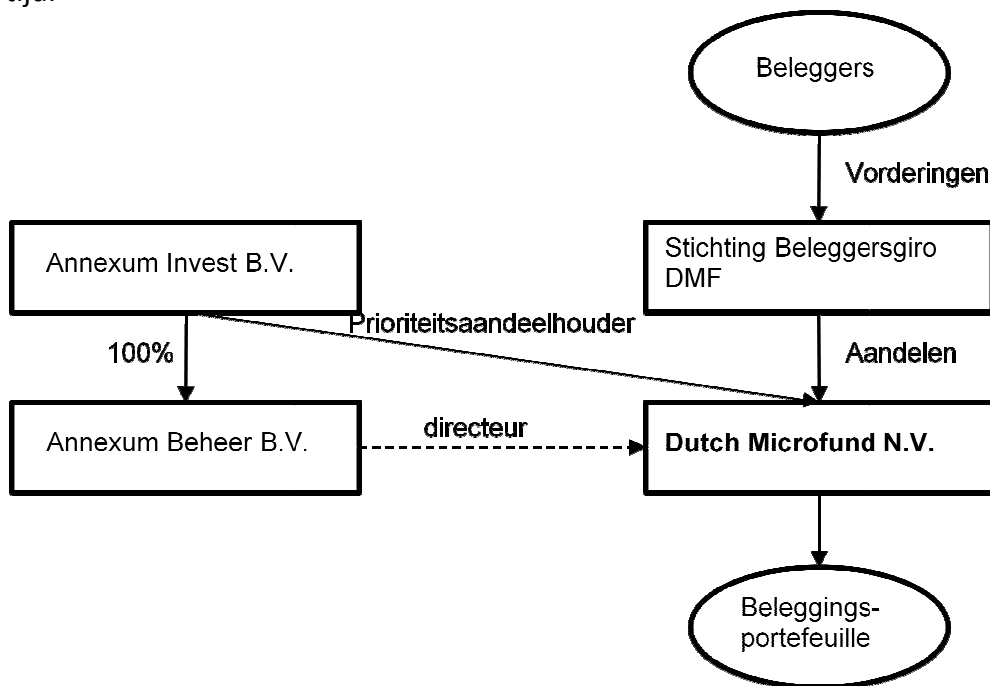 Beleggers
Vorderingen
Annexum Invest B.V.
Stichting Beleggersgiro
DMF
Prioriteitsaandeelhouder
100%
Aandelen
Annexum Beheer B.V.
directeur
Dutch Microfund N.V.
Beleggings-
portefeuille